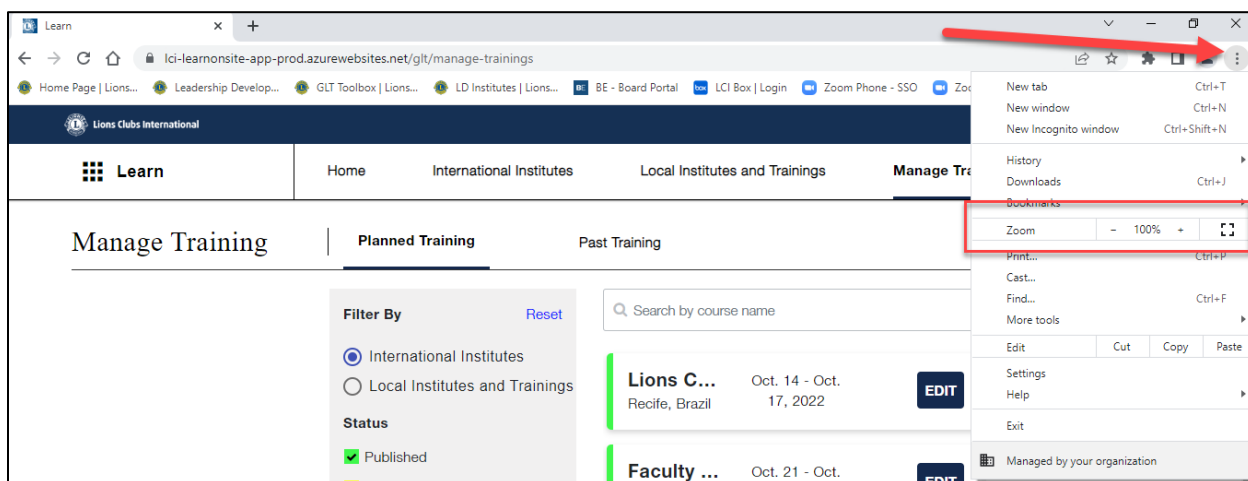 Learn
lci-learnonsite-app-prod.azurewebsites.net/glt/manage-trainings
Home Page | Lions... Leadership Develop... GLT Toolbox | Lions... LD Institutes | Lions... BE BE - Board Portal box LCI Box | Login Zoom Phone - SSO Zoo
Lions Clubs International
Learn Home International Institutes Local Institutes and Trainings Manage Tra
Manage Training Planned Training Past Training
Filter By Reset
Search by course name
International Institutes
Local Institutes and Trainings
Status
Published
Lions C... Oct. 14 - Oct. 17, 2022 EDIT
Recife, Brazil
Faculty ... Oct. 21 - Oct. EDIT
New tab Ctrl+T
New window Ctrl+N
New Incognito window Ctrl+Shift+N
History
Downloads Ctrl+J
Bookmarks
Zoom - 100% +
Print... Ctrl+P
Cast...
Find... Ctrl+F
More tools
Edit Cut Copy Paste
Settings
Help
Exit
Managed by your organization